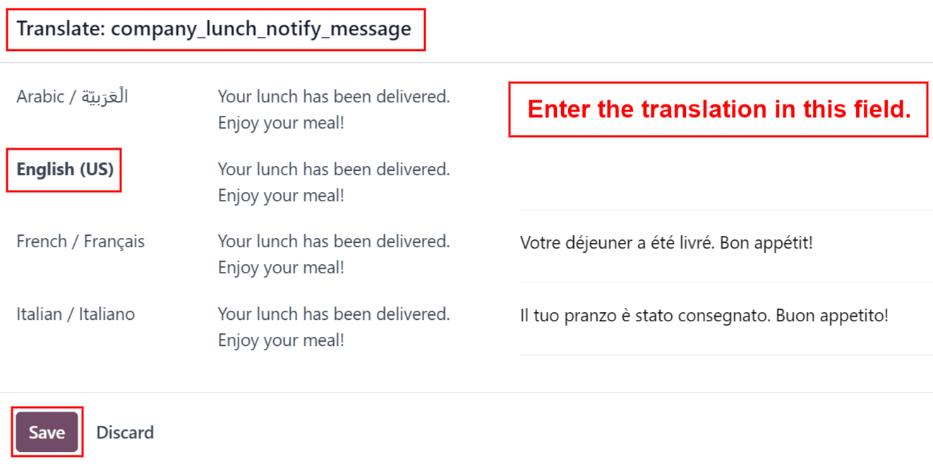 Translate: company_lunch_notify_message
Arabic / الْعَرَبيّة
Your lunch has been delivered.
Enjoy your meal!
Enter the translation in this field.
English (US)
Your lunch has been delivered.
Enjoy your meal!
French / Français
Your lunch has been delivered.
Enjoy your meal!
Votre déjeuner a été livré. Bon appétit!
Italian / Italiano
Your lunch has been delivered.
Enjoy your meal!
Il tuo pranzo è stato consegnato. Buon appetito!
Save
Discard